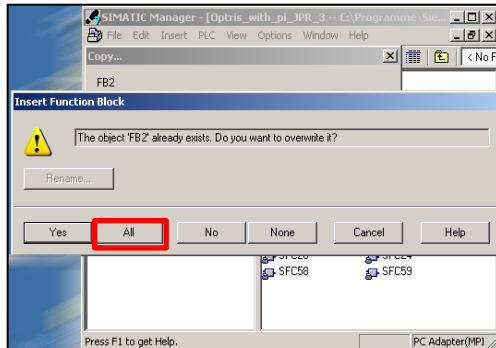 SIMATIC Manager - [Optris_with_pi_JPR_3 -- C:\Programme\Sie...
File Edit Insert PLC View Options Window Help
Copy...
< No F
FB2
Insert Function Block
The object 'FB2' already exists. Do you want to overwrite it?
Rename...
Yes All No None Cancel Help
SFC58 SFC59
Press F1 to get Help.
PC Adapter(MPI